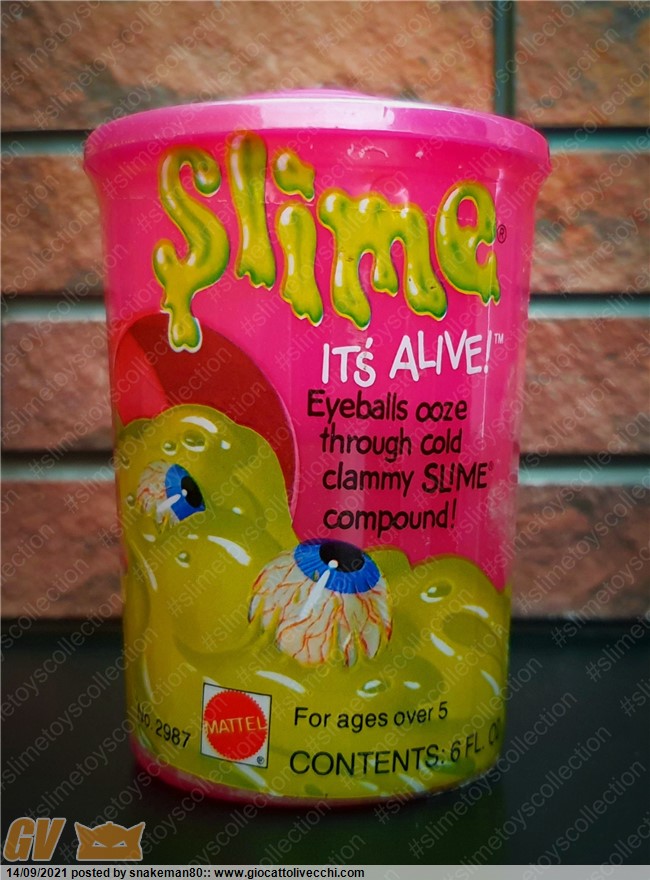 Slime®
IT'S ALIVE!™
Eyeballs ooze
through cold
clammy SLIME®
compound!
No. 2987
MATTEL
®
For ages over 5
CONTENTS: 6 FL. O
#slimetoyscollection
GV
14/09/2021 posted by snakeman80:: www.giocattolivecchi.com